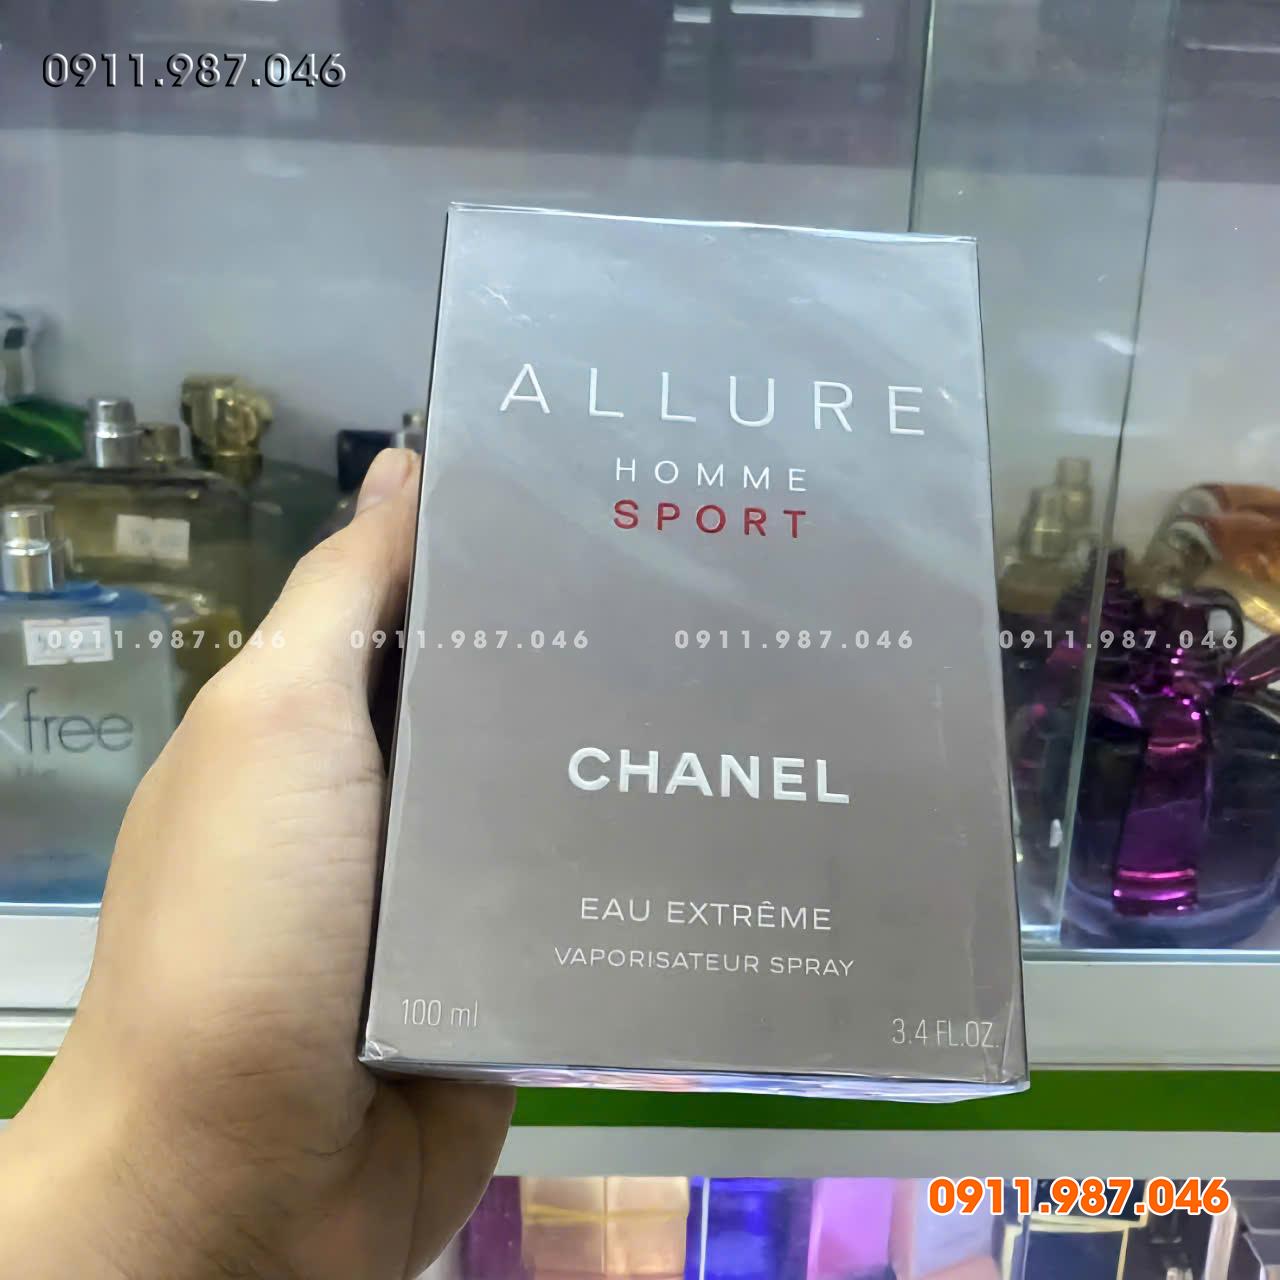 0911.987.046
ALLURE
HOMME
SPORT
0911.987.046 0911.987.046 0911.987.046 0911.987.046
free
CHANEL
EAU EXTRÊME
VAPORISATEUR SPRAY
100 ml
3.4 FL.OZ.
0911.987.046